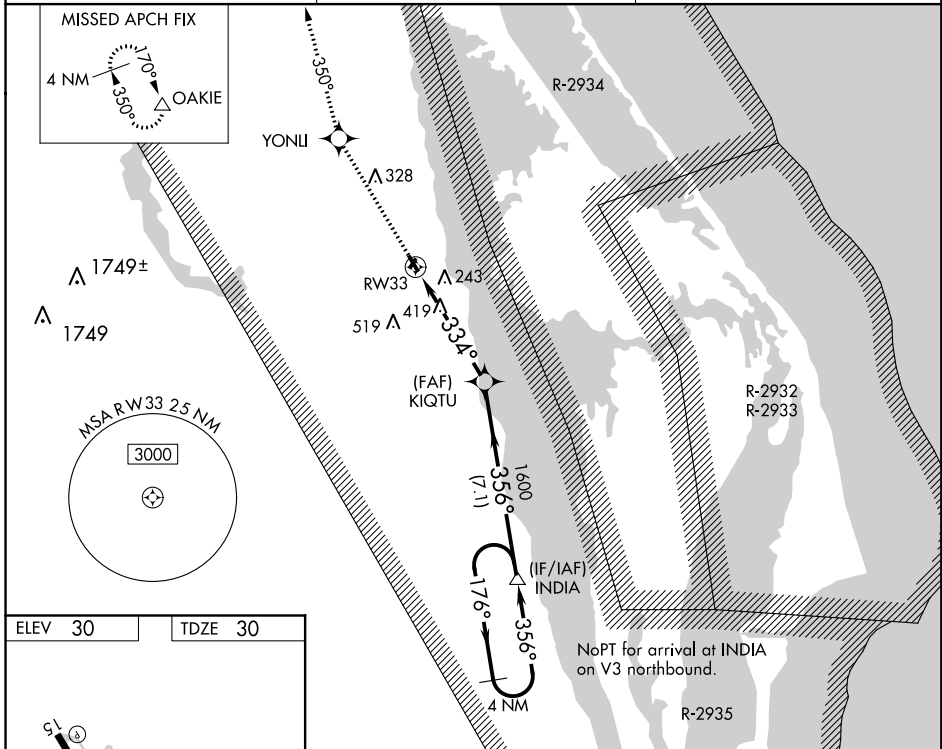 MISSED APCH FIX
170°
4 NM
350°
OAKIE
350°
R-2934
YONLI
328
1749±
1749
RW33
243
419
519
334°
(FAF)
KIQTU
R-2932
R-2933
MSA RW33 25 NM
3000
1600
356°
(7.1)
(IF/IAF)
INDIA
176°
356°
4 NM
NoPT for arrival at INDIA
on V3 northbound.
R-2935
ELEV 30
TDZE 30
15
P